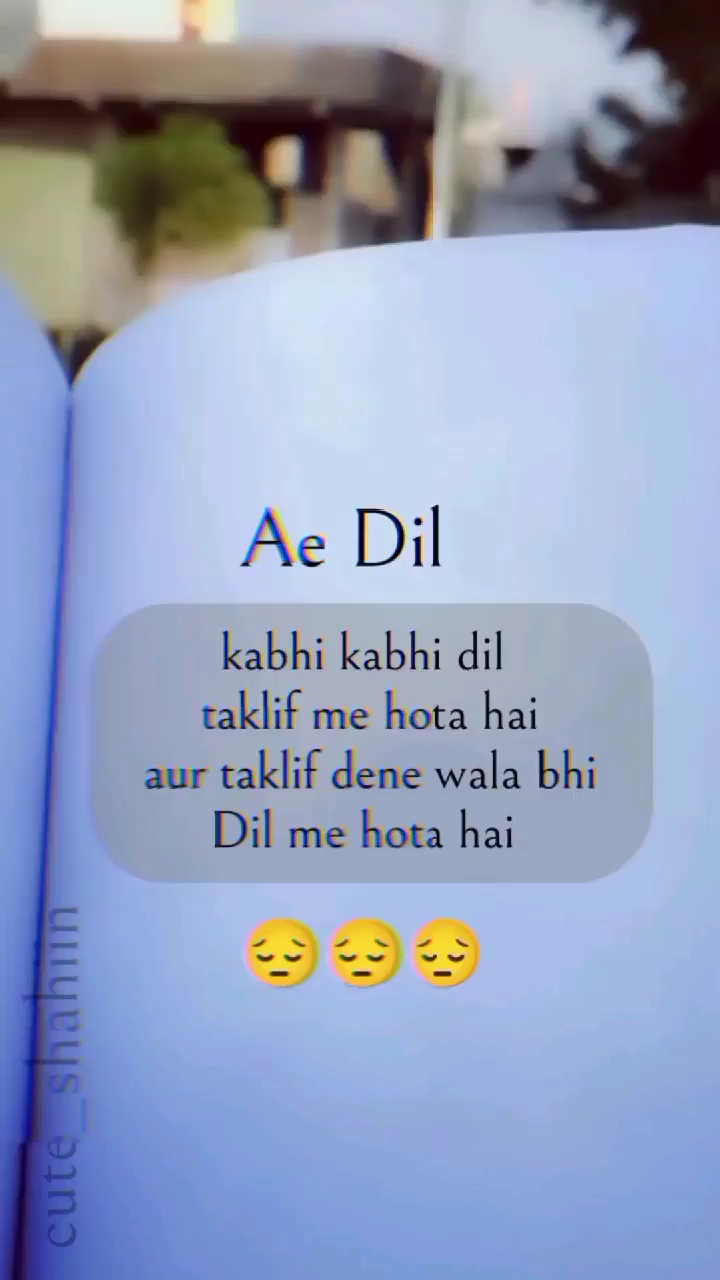 Ae Dil
kabhi kabhi dil
taklif me hota hai
aur taklif dene wala bhi
Dil me hota hai
😔😔😔
cute_shahiin